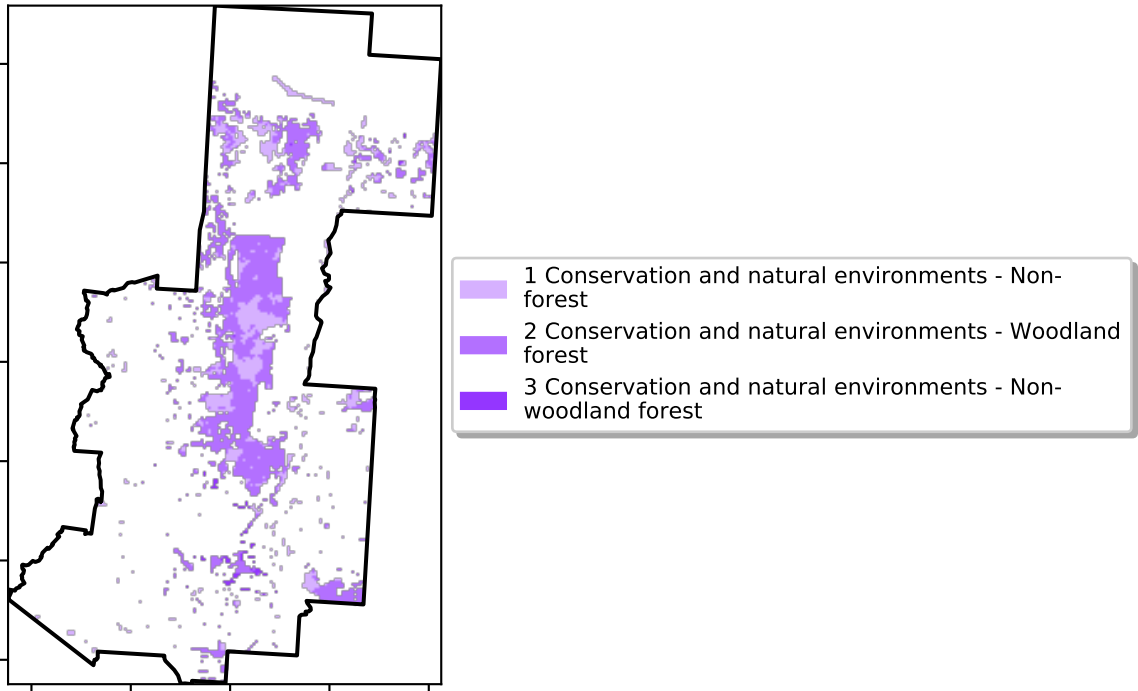 1 Conservation and natural environments - Non-
forest
2 Conservation and natural environments - Woodland
forest
3 Conservation and natural environments - Non-
woodland forest